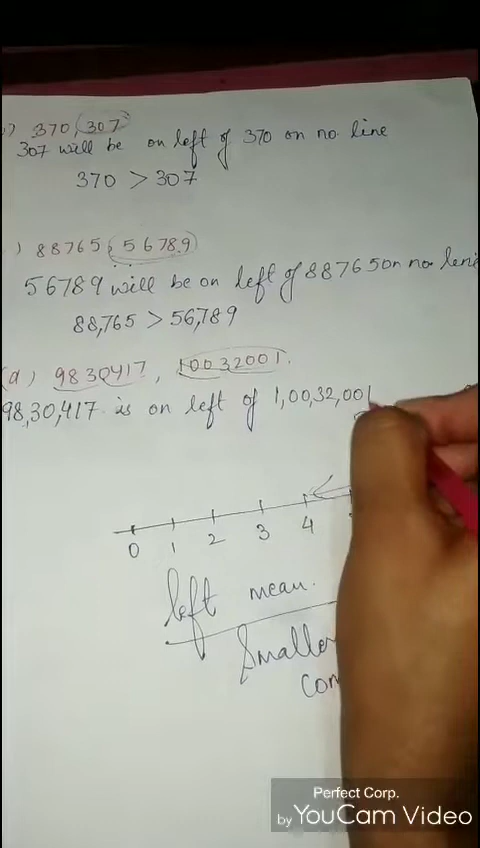 ) 370, 307
307 will be on left of 370 on no. line
370 > 307
) 88765, 56789
56789 will be on left of 88765 on no. line
88,765 > 56,789
(d) 9830417, 10032001.
98,30,417 is on left of 1,00,32,001
0 1 2 3 4
left mean.
Smaller
Perfect Corp.
by YouCam Video